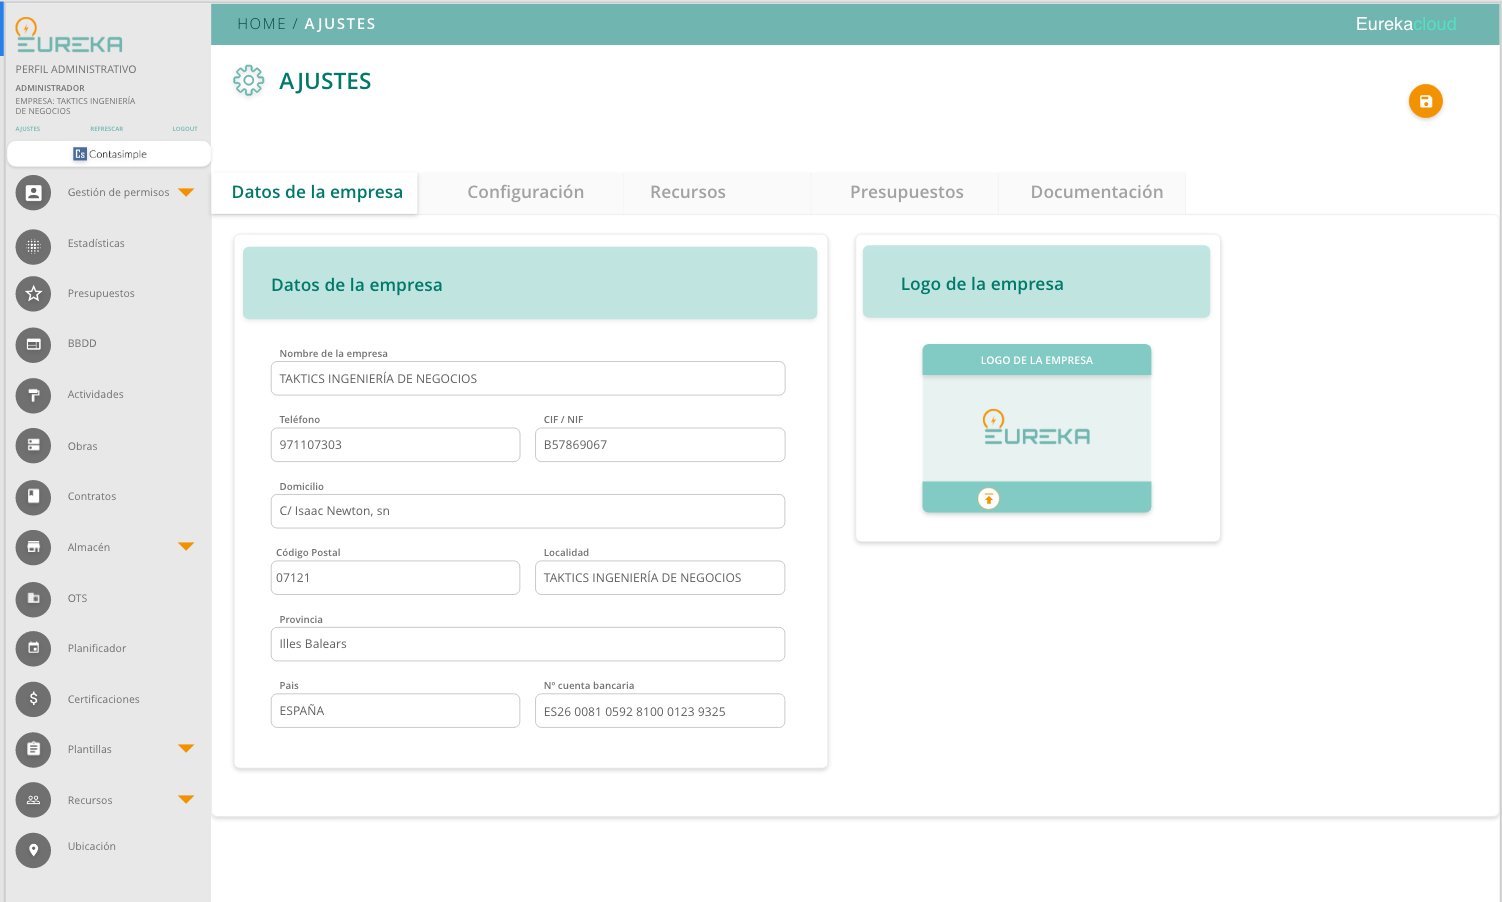 EUREKA
PERFIL ADMINISTRATIVO
ADMINISTRADOR
EMPRESA: TAKTICS INGENIERÍA
DE NEGOCIOS
AJUSTES REFRESCAR LOGOUT
Cs Contasimple
Gestión de permisos
Estadísticas
Presupuestos
BBDD
Actividades
Obras
Contratos
Almacén
OTS
Planificador
Certificaciones
Plantillas
Recursos
Ubicación
HOME / AJUSTES
Eurekacloud
AJUSTES
Datos de la empresa Configuración Recursos Presupuestos Documentación
Datos de la empresa
Nombre de la empresa
TAKTICS INGENIERÍA DE NEGOCIOS
Teléfono CIF / NIF
971107303 B57869067
Domicilio
C/ Isaac Newton, sn
Código Postal Localidad
07121 TAKTICS INGENIERÍA DE NEGOCIOS
Provincia
Illes Balears
Pais Nº cuenta bancaria
ESPAÑA ES26 0081 0592 8100 0123 9325
Logo de la empresa
LOGO DE LA EMPRESA
EUREKA